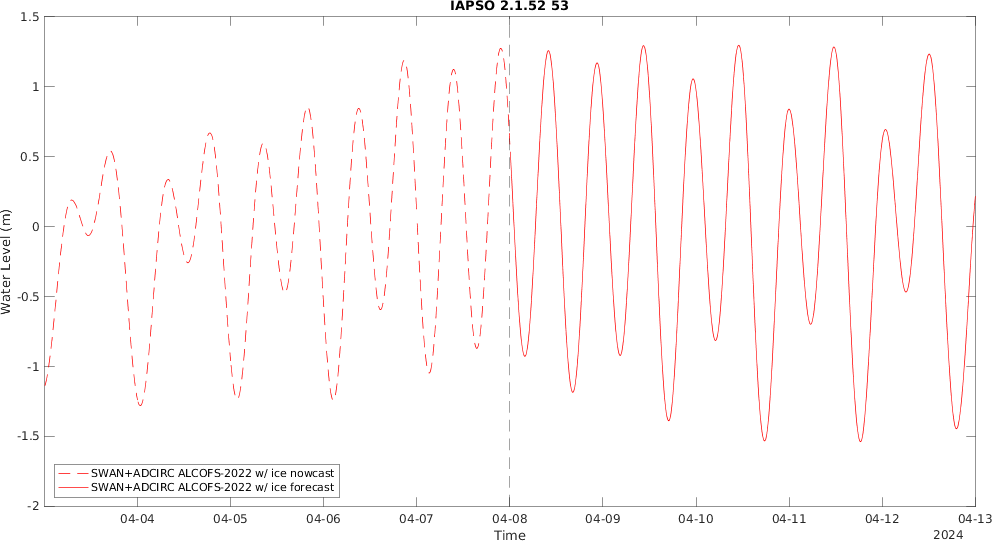 IAPSO 2.1.52 53
1.5
1
0.5
0
-0.5
-1
-1.5
-2
Water Level (m)
SWAN+ADCIRC ALCOFS-2022 w/ ice nowcast
SWAN+ADCIRC ALCOFS-2022 w/ ice forecast
04-04 04-05 04-06 04-07 04-08 04-09 04-10 04-11 04-12 04-13
Time
2024